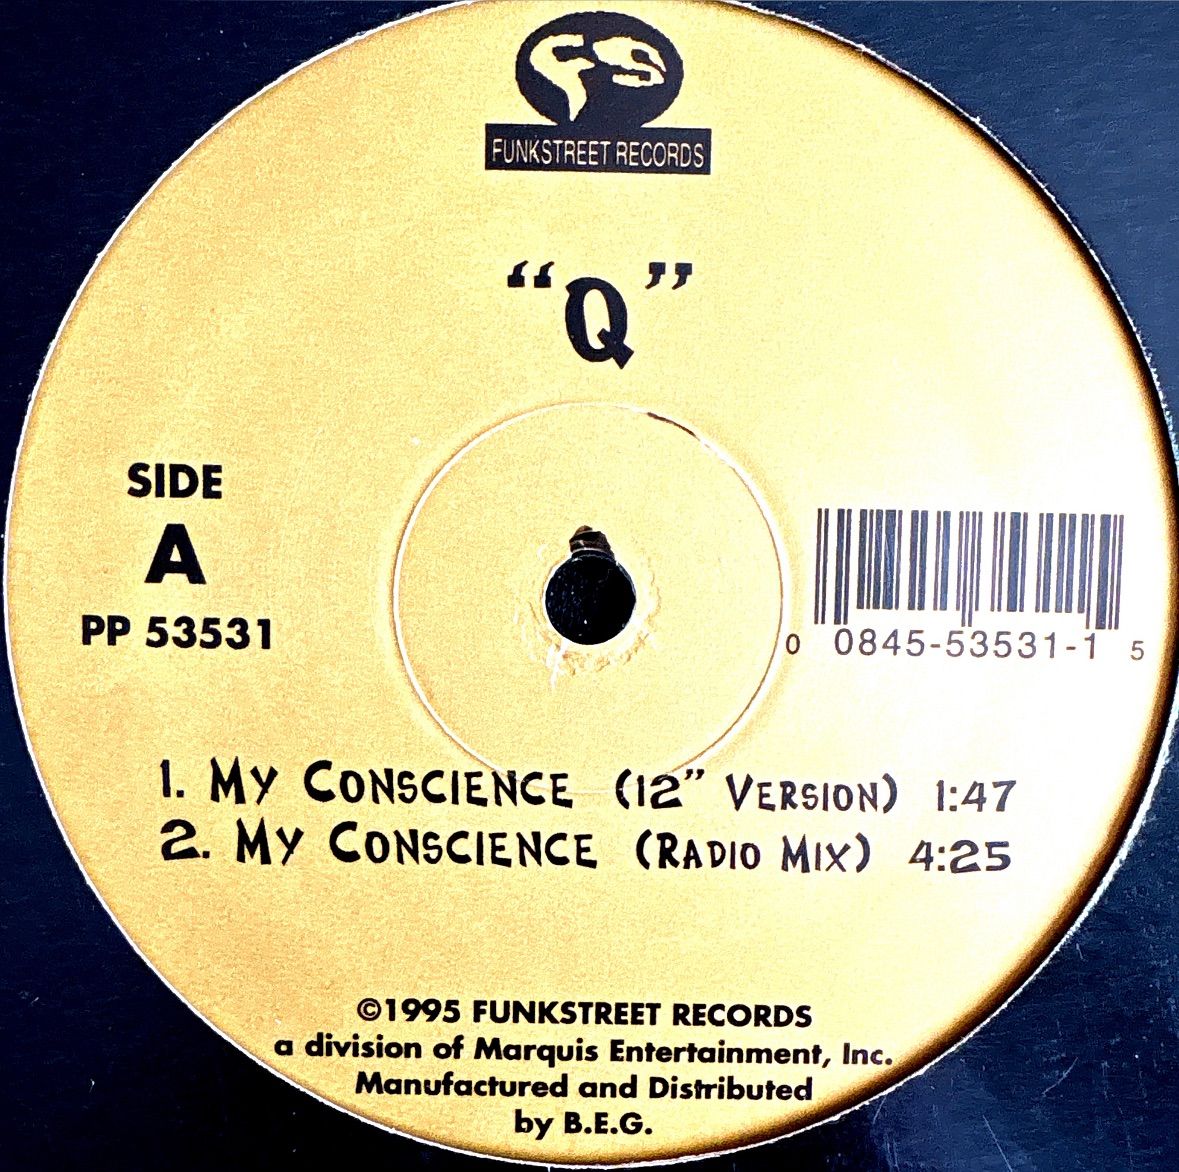 FS
FUNKSTREET RECORDS
“Q”
SIDE
A
PP 53531
0 0845-53531-1 5
1. MY CONSCIENCE (12” VERSION) 1:47
2. MY CONSCIENCE (RADIO MIX) 4:25
©1995 FUNKSTREET RECORDS
a division of Marquis Entertainment, Inc.
Manufactured and Distributed
by B.E.G.